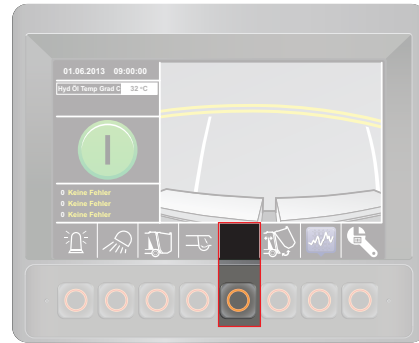 01.06.2013 09:00:00
Hyd Öl Temp Grad C 32 °C
0 Keine Fehler
0 Keine Fehler
0 Keine Fehler